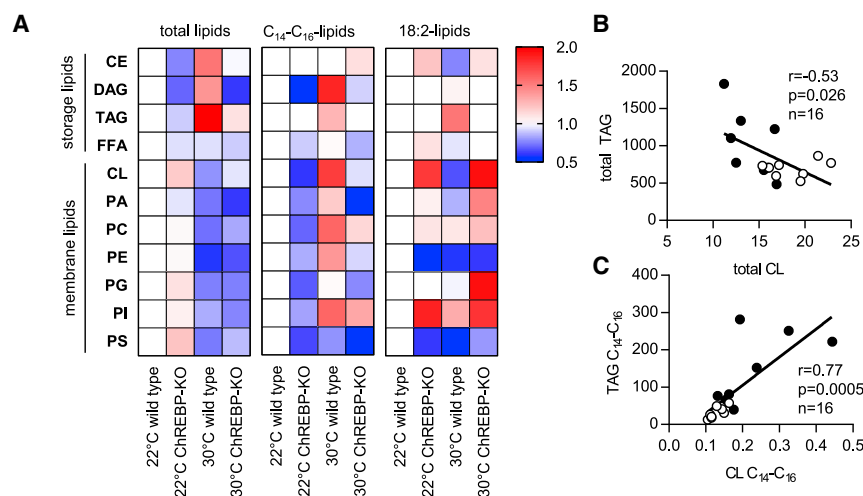 A
total lipids
C14-C16-lipids
18:2-lipids
storage lipids
CE
DAG
TAG
FFA
membrane lipids
CL
PA
PC
PE
PG
PI
PS
22°C wild type
22°C ChREBP-KO
30°C wild type
30°C ChREBP-KO
22°C wild type
22°C ChREBP-KO
30°C wild type
30°C ChREBP-KO
22°C wild type
22°C ChREBP-KO
30°C wild type
30°C ChREBP-KO
2.0
1.5
1.0
0.5
B
total TAG
2000
1500
1000
500
0
r=-0.53
p=0.026
n=16
5 10 15 20 25
total CL
C
TAG C14-C16
400
300
200
100
0
r=0.77
p=0.0005
n=16
0.0 0.1 0.2 0.3 0.4 0.5
CL C14-C16